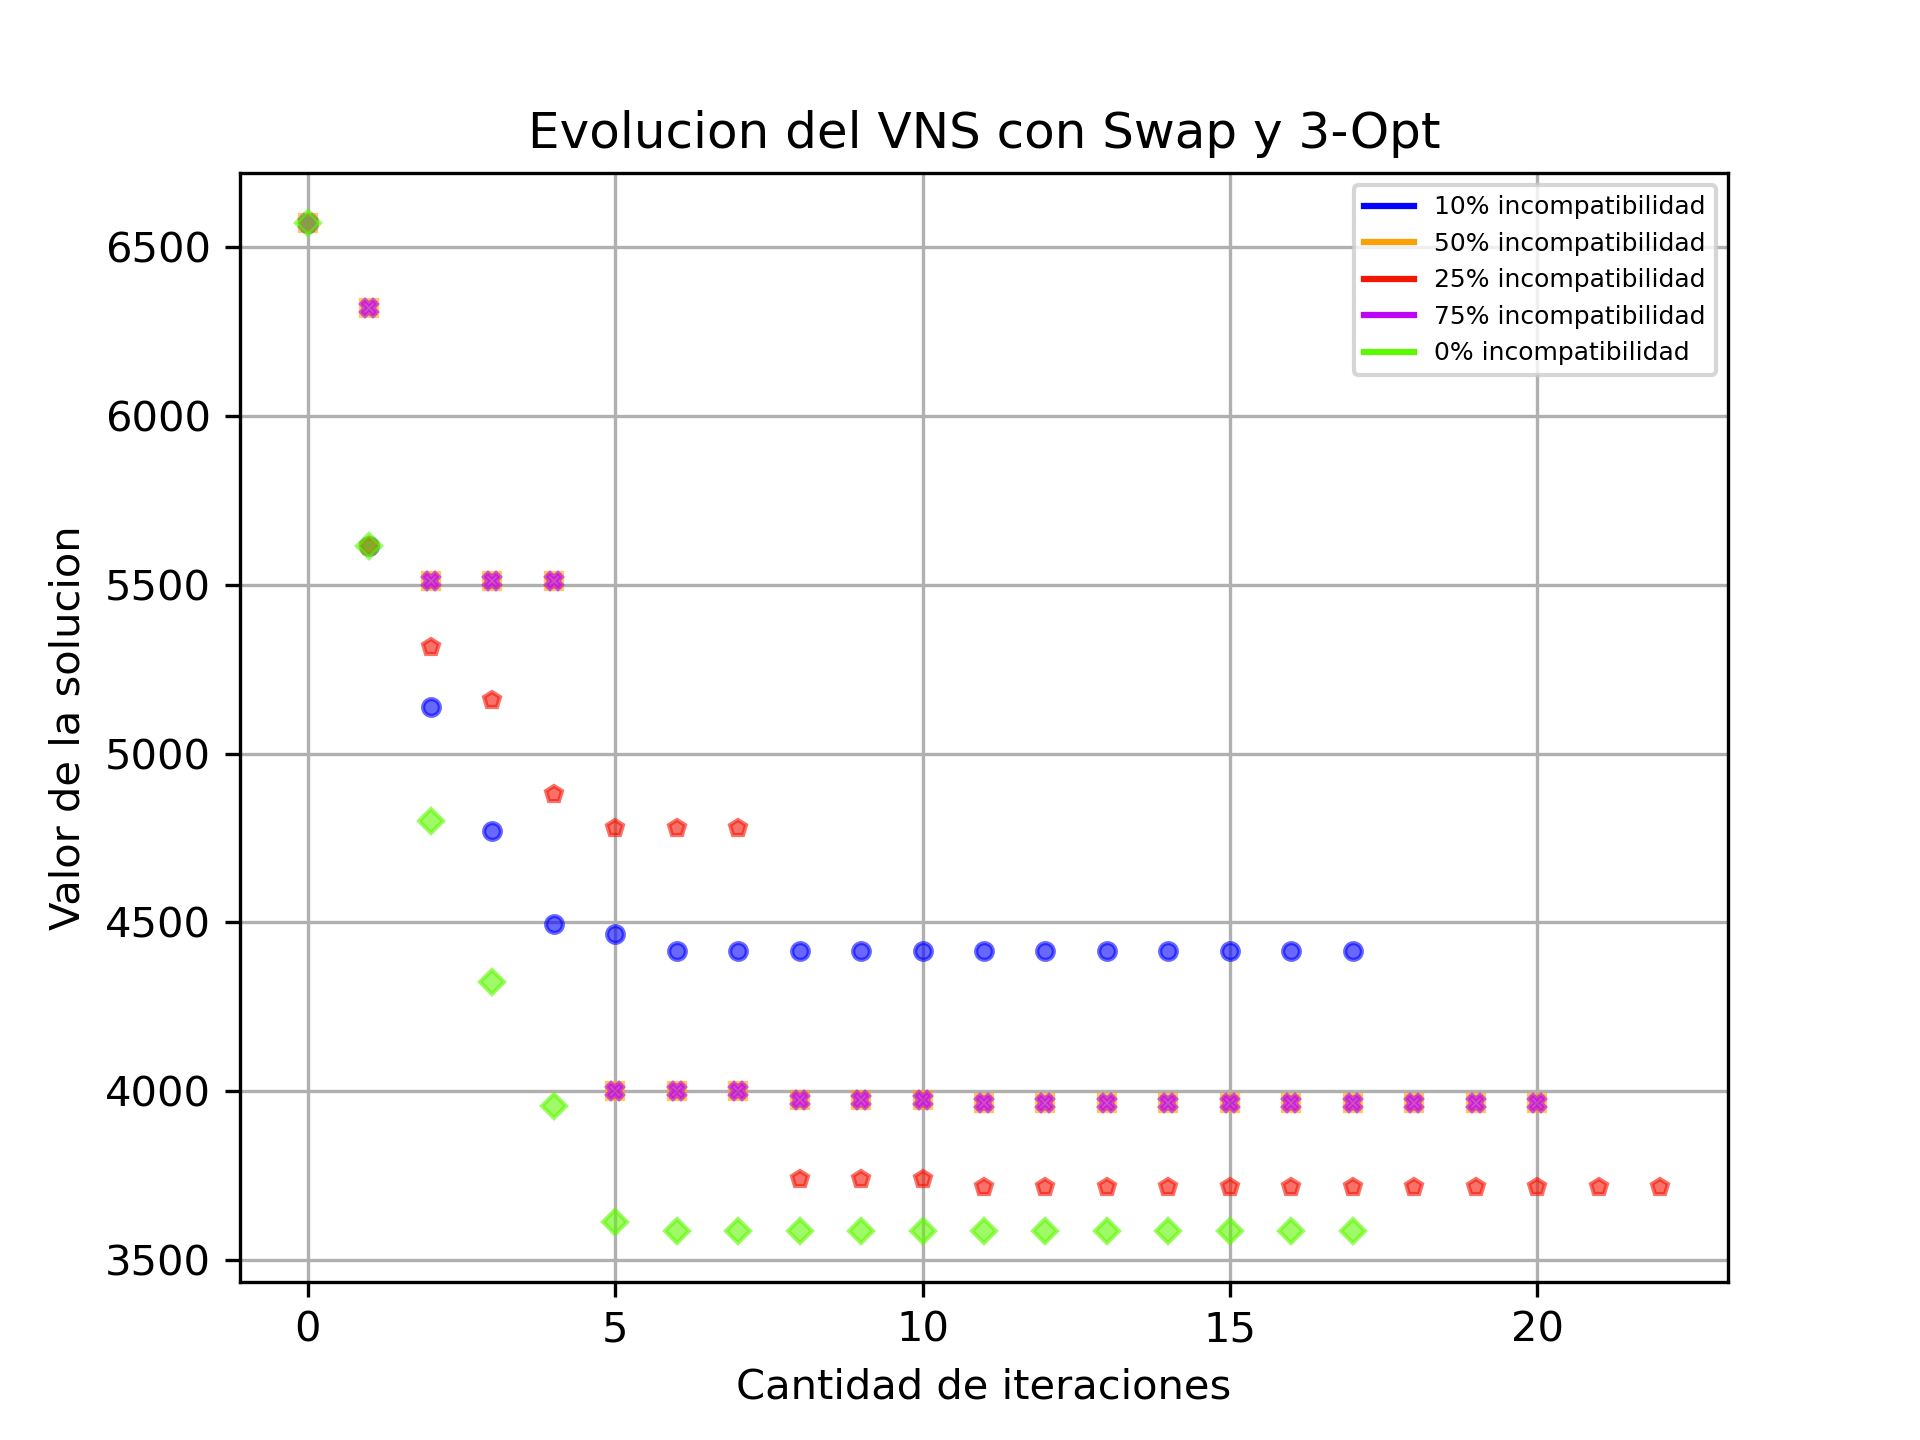 Evolucion del VNS con Swap y 3-Opt
10% incompatibilidad
50% incompatibilidad
25% incompatibilidad
75% incompatibilidad
0% incompatibilidad
Valor de la solucion
6500
6000
5500
5000
4500
4000
3500
0 5 10 15 20
Cantidad de iteraciones